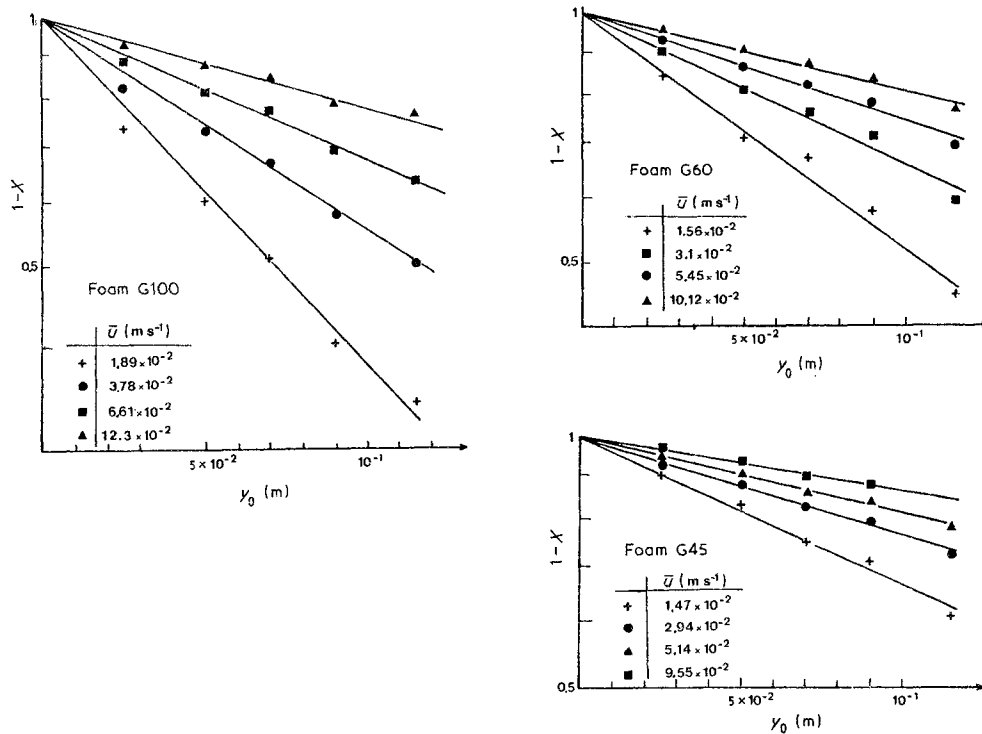 1
1-X
0,5
Foam G100
ū (m s⁻¹)
+ 1,89×10⁻²
● 3,78×10⁻²
■ 6,61×10⁻²
▲ 12.3×10⁻²
5×10⁻² 10⁻¹
y₀ (m)
1
1-X
0,5
Foam G60
ū (m s⁻¹)
+ 1.56×10⁻²
■ 3.1×10⁻²
● 5,45×10⁻²
▲ 10,12×10⁻²
5×10⁻² 10⁻¹
y₀ (m)
1
1-X
Foam G45
ū (m s⁻¹)
+ 1,47×10⁻²
● 2,94×10⁻²
▲ 5,14×10⁻²
■ 9.55×10⁻²
0,5
5×10⁻² 10⁻¹
y₀ (m)